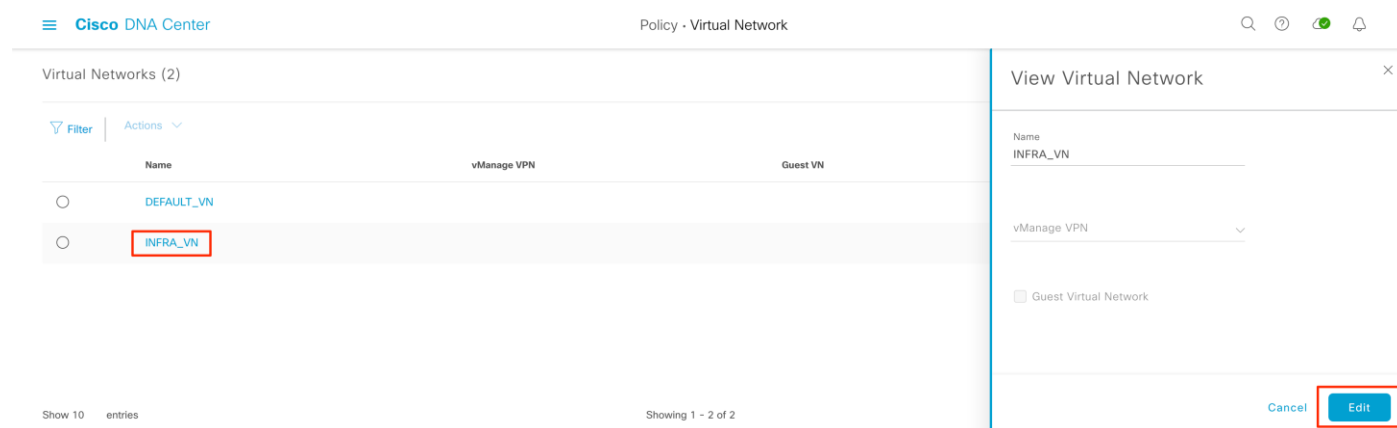 Cisco DNA Center
Policy · Virtual Network
Virtual Networks (2)
Filter
Actions
Name
vManage VPN
Guest VN
DEFAULT_VN
INFRA_VN
Show 10 entries
Showing 1 - 2 of 2
View Virtual Network
Name
INFRA_VN
vManage VPN
Guest Virtual Network
Cancel
Edit